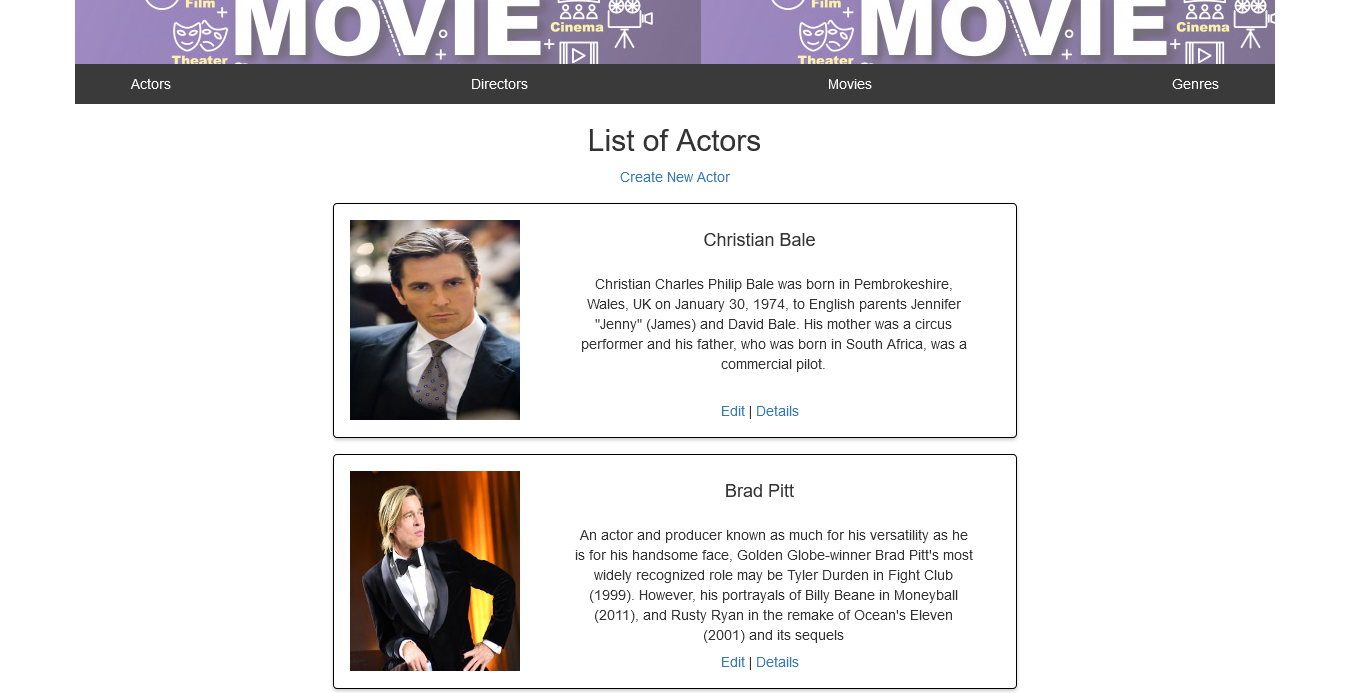 Film Cinema Film Cinema
MOVIE MOVIE
Theater Theater
Actors Directors Movies Genres
List of Actors
Create New Actor
Christian Bale
Christian Charles Philip Bale was born in Pembrokeshire,
Wales, UK on January 30, 1974, to English parents Jennifer
"Jenny" (James) and David Bale. His mother was a circus
performer and his father, who was born in South Africa, was a
commercial pilot.
Edit | Details
Brad Pitt
An actor and producer known as much for his versatility as he
is for his handsome face, Golden Globe-winner Brad Pitt's most
widely recognized role may be Tyler Durden in Fight Club
(1999). However, his portrayals of Billy Beane in Moneyball
(2011), and Rusty Ryan in the remake of Ocean's Eleven
(2001) and its sequels
Edit | Details